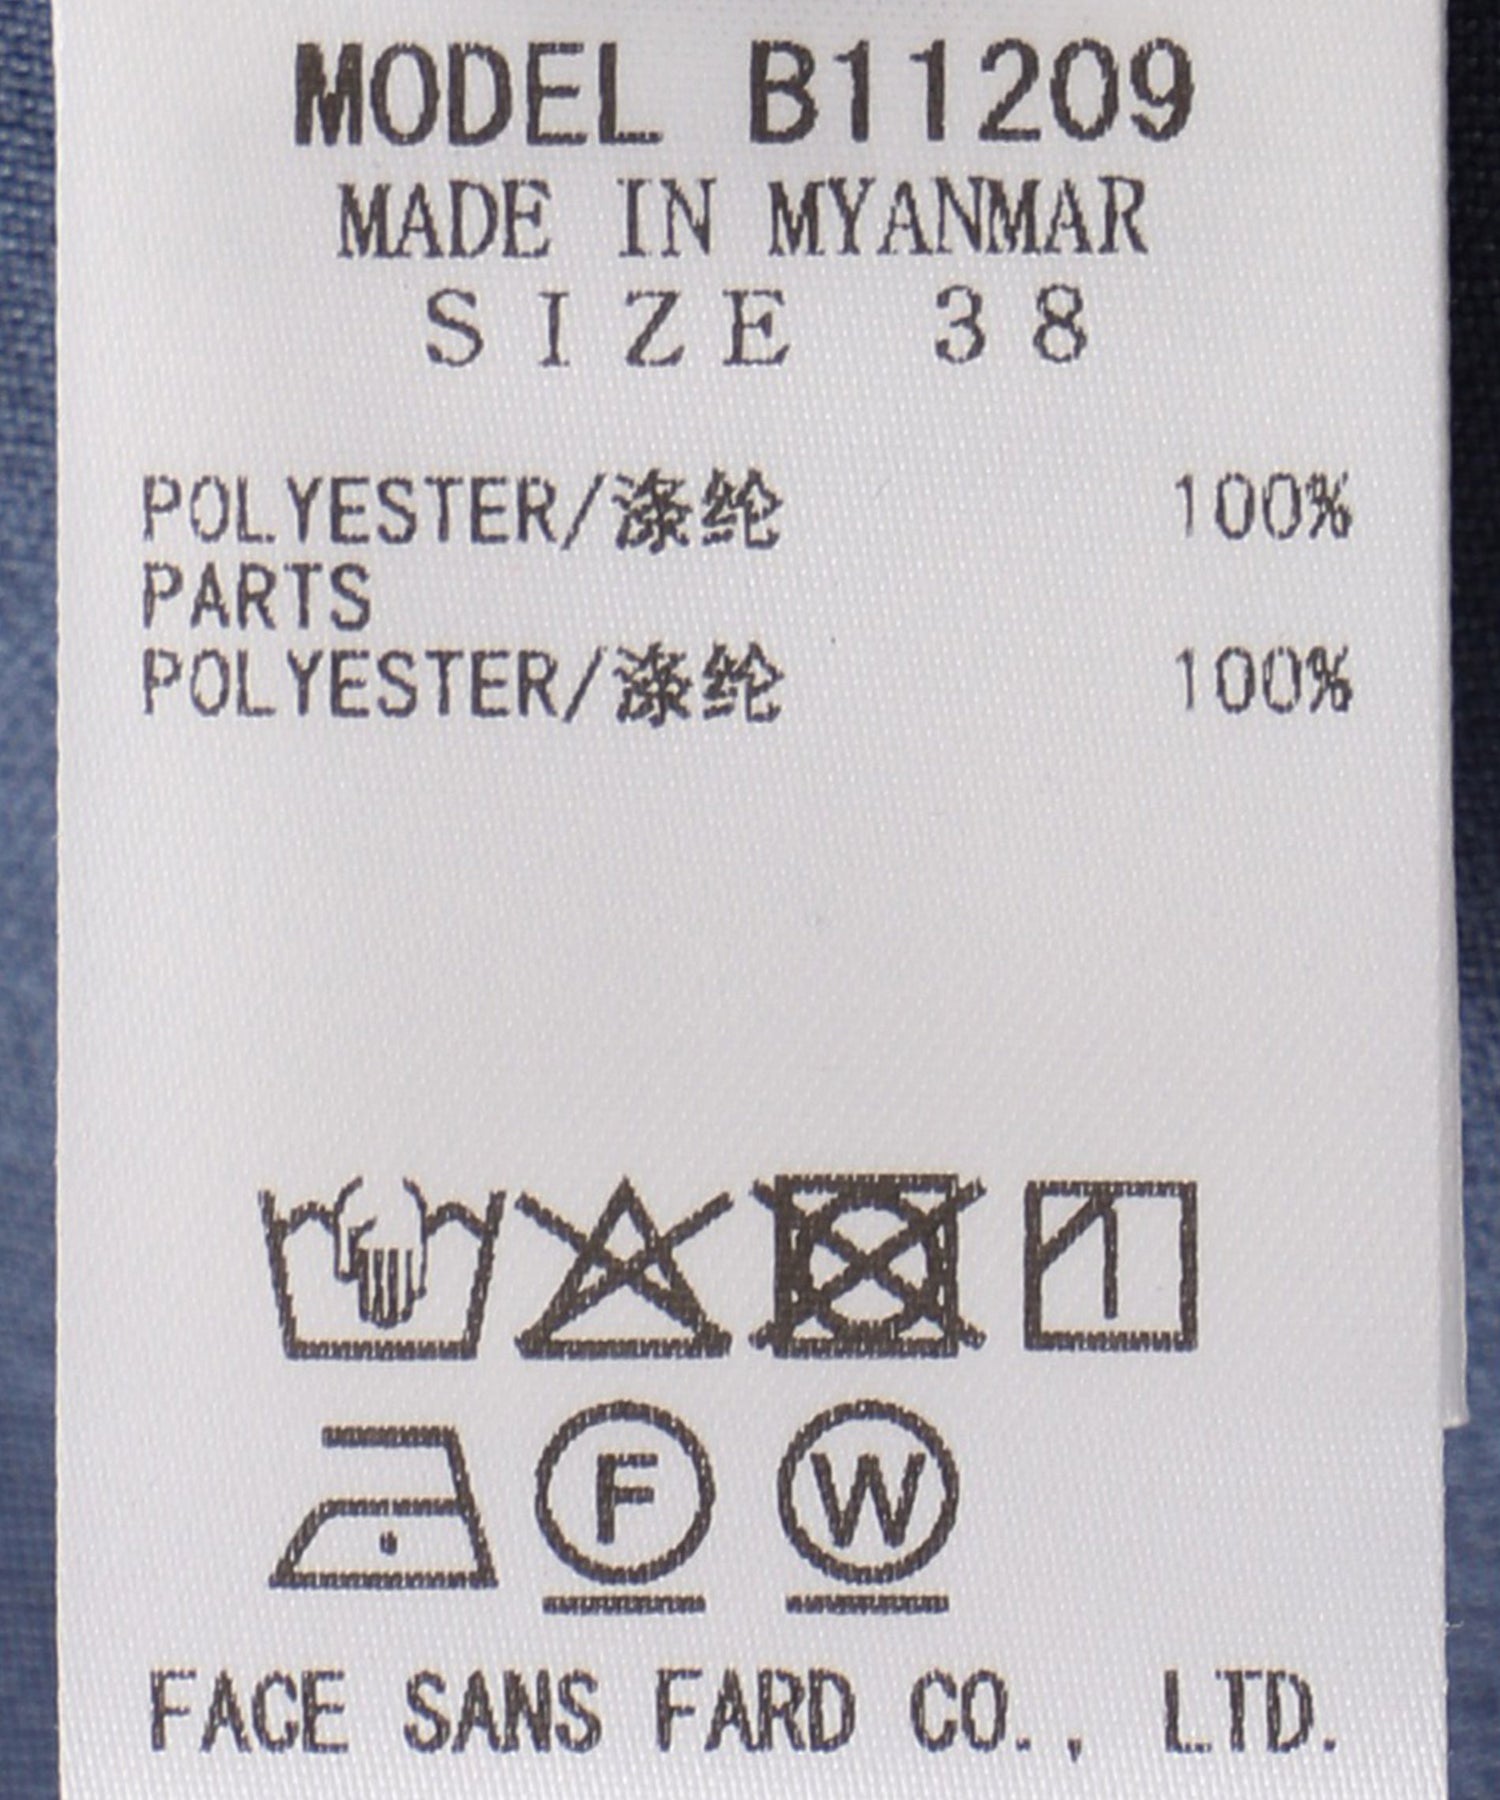 MODEL B11209
MADE IN MYANMAR
SIZE 38
POLYESTER/涤纶 100%
PARTS
POLYESTER/涤纶 100%
F W
FACE SANS FARD CO., LTD.